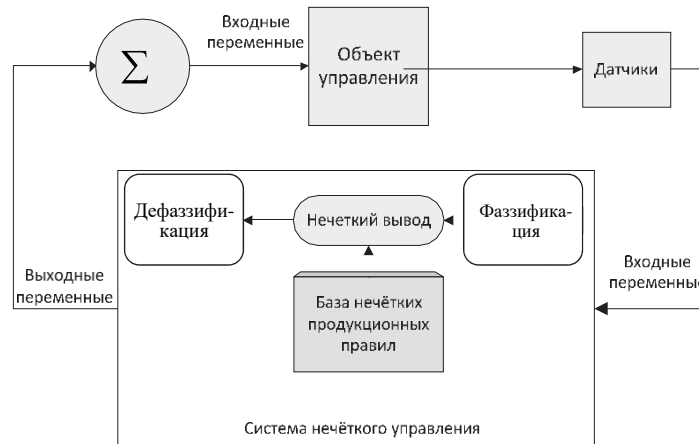 Входные
переменные
Σ
Объект
управления
Датчики
Дефаззифи-
кация
Нечеткий вывод
Фаззифика-
ция
Выходные
переменные
База нечётких
продукционных
правил
Входные
переменные
Система нечёткого управления